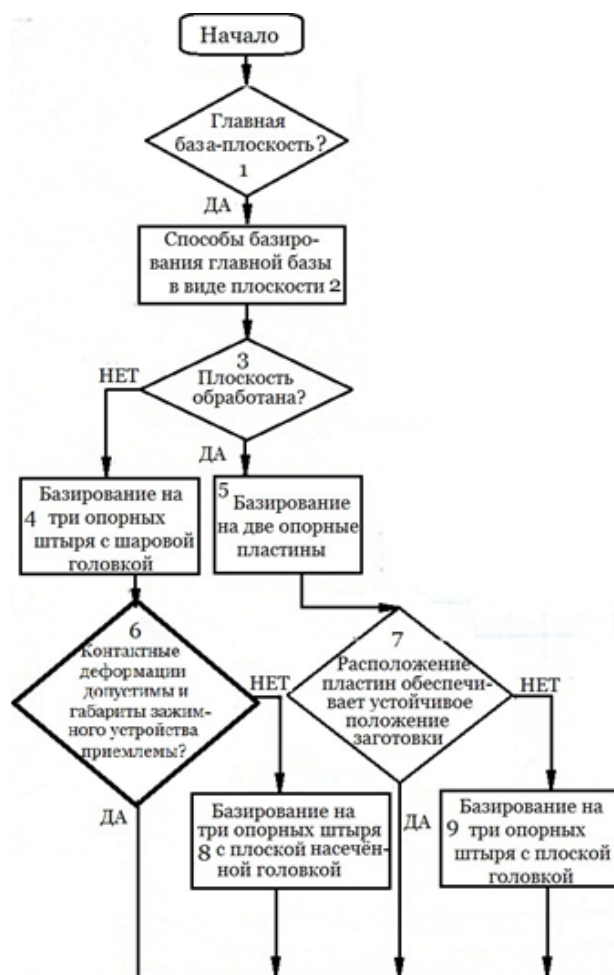 Начало
Главная
база-плоскость?
1
ДА
Способы базиро-
вания главной базы
в виде плоскости 2
3
НЕТ
Плоскость
обработана?
ДА
Базирование на
4 три опорных
штыря с шаровой
головкой
5
Базирование
на две опорные
пластины
6
Контактные
деформации
допустимы и
габариты зажим-
ного устройства
приемлемы?
НЕТ
7
Расположение
пластин обеспечи-
вает устойчивое
положение
заготовки
НЕТ
ДА
Базирование на
три опорных штыря
8 с плоской насечён-
ной головкой
ДА
Базирование на
9 три опорных
штыря с плоской
головкой